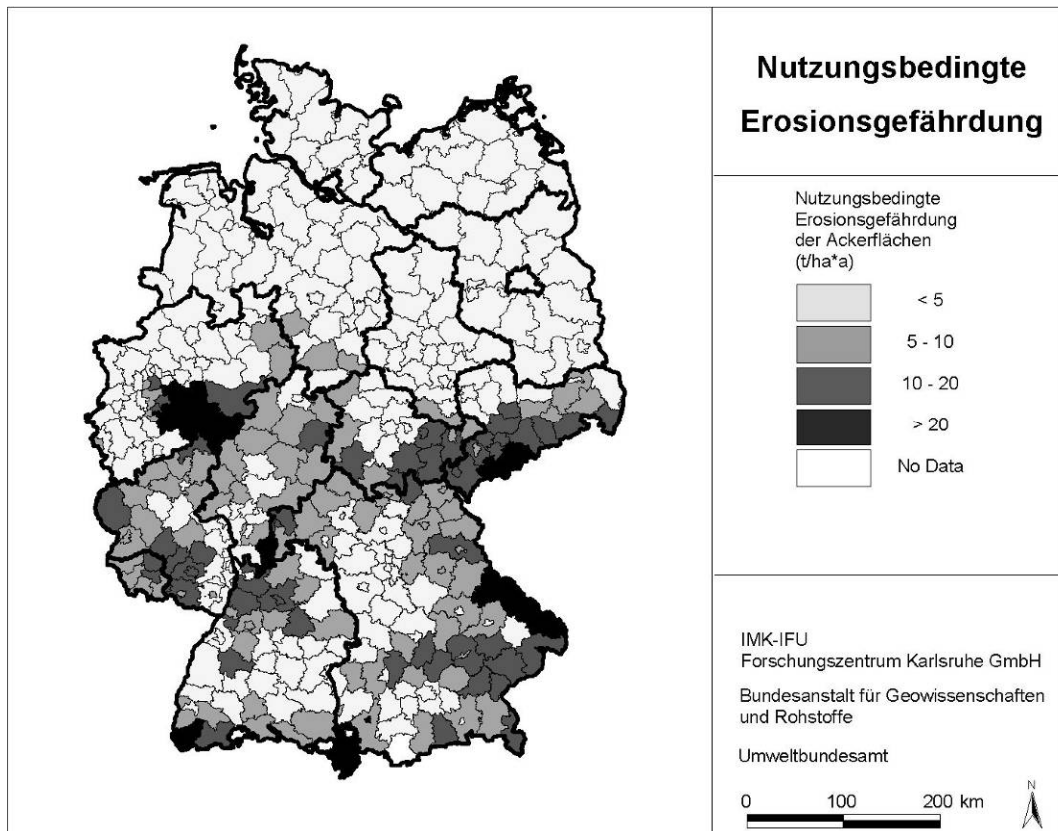 Nutzungsbedingte
Erosionsgefährdung
Nutzungsbedingte
Erosionsgefährdung
der Ackerflächen
(t/ha*a)
< 5
5 - 10
10 - 20
> 20
No Data
IMK-IFU
Forschungszentrum Karlsruhe GmbH
Bundesanstalt für Geowissenschaften
und Rohstoffe
Umweltbundesamt
0 100 200 km
N